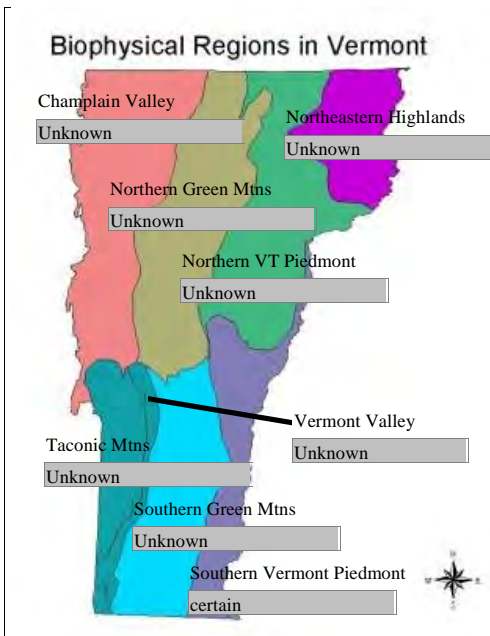 Biophysical Regions in Vermont
Champlain Valley
Unknown
Northeastern Highlands
Unknown
Northern Green Mtns
Unknown
Northern VT Piedmont
Unknown
Vermont Valley
Unknown
Taconic Mtns
Unknown
Southern Green Mtns
Unknown
Southern Vermont Piedmont
certain